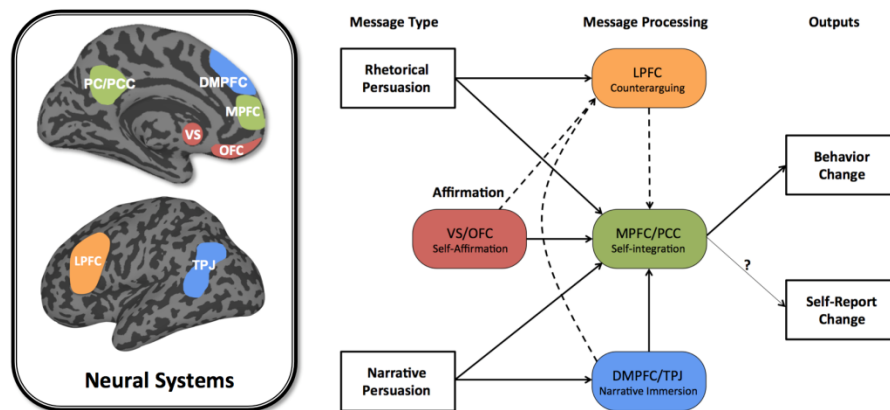 PC/PCC
DMPFC
MPFC
VS
OFC
LPFC
TPJ
Neural Systems
Message Type
Message Processing
Outputs
Rhetorical
Persuasion
LPFC
Counterarguing
Affirmation
VS/OFC
Self-Affirmation
MPFC/PCC
Self-integration
Behavior
Change
?
Self-Report
Change
Narrative
Persuasion
DMPFC/TPJ
Narrative Immersion